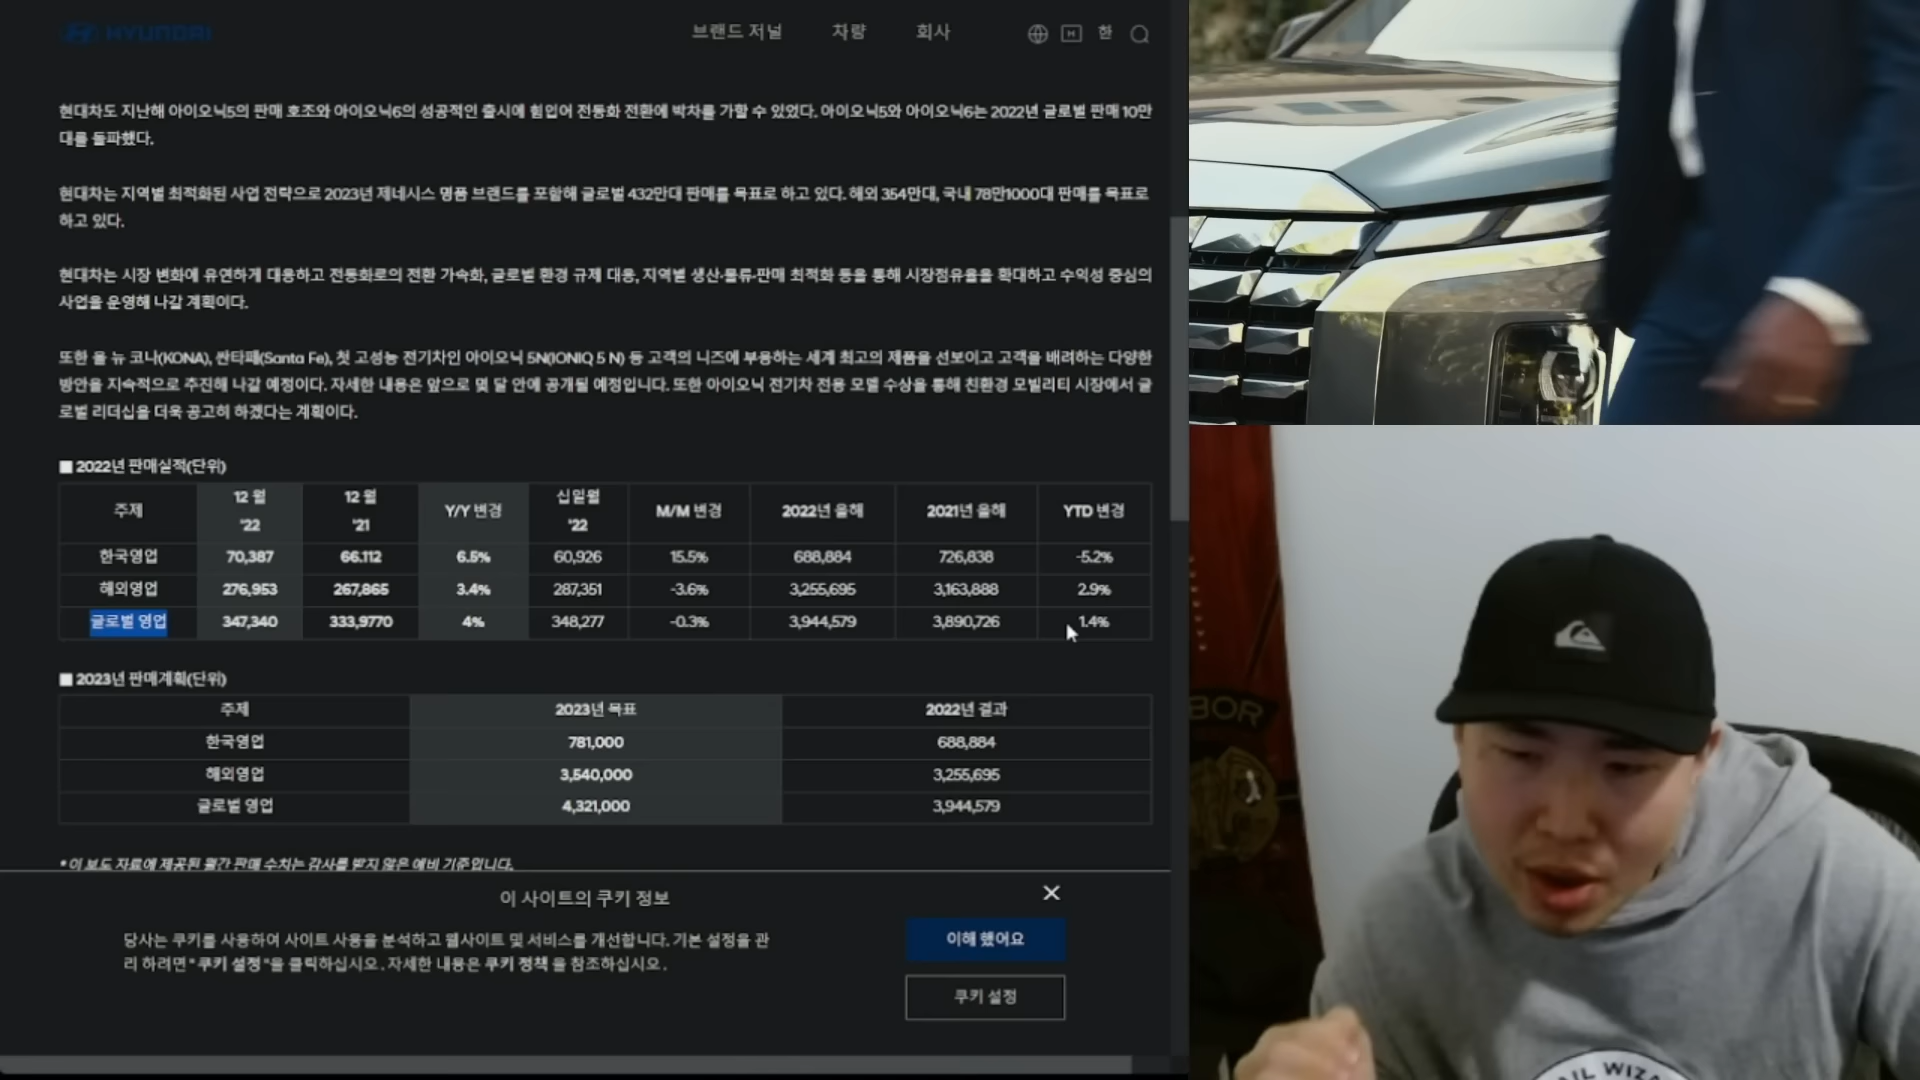 HYUNDAI
브랜드 저널 차량 회사 한
현대차도 지난해 아이오닉5의 판매 호조와 아이오닉6의 성공적인 출시에 힘입어 전동화 전환에 박차를 가할 수 있었다. 아이오닉5와 아이오닉6는 2022년 글로벌 판매 10만
대를 돌파했다.
현대차는 지역별 최적화된 사업 전략으로 2023년 제네시스 명품 브랜드를 포함해 글로벌 432만대 판매를 목표로 하고 있다. 해외 354만대, 국내 78만1000대 판매를 목표로
하고 있다.
현대차는 시장 변화에 유연하게 대응하고 전동화로의 전환 가속화, 글로벌 환경 규제 대응, 지역별 생산·물류·판매 최적화 등을 통해 시장점유율을 확대하고 수익성 중심의
사업을 운영해 나갈 계획이다.
또한 올 뉴 코나(KONA), 싼타페(Santa Fe), 첫 고성능 전기차인 아이오닉 5N(IONIQ 5 N) 등 고객의 니즈에 부응하는 세계 최고의 제품을 선보이고 고객을 배려하는 다양한
방안을 지속적으로 추진해 나갈 예정이다. 자세한 내용은 앞으로 몇 달 안에 공개될 예정입니다. 또한 아이오닉 전기차 전용 모델 수상을 통해 친환경 모빌리티 시장에서 글
로벌 리더십을 더욱 공고히 하겠다는 계획이다.
■ 2022년 판매실적(단위)
주제 12 월 '22 12 월 '21 Y/Y 변경 십일월 '22 M/M 변경 2022년 올해 2021년 올해 YTD 변경
한국영업 70,387 66.112 6.5% 60,926 15.5% 688,884 726,838 -5.2%
해외영업 276,953 267,865 3.4% 287,351 -3.6% 3,255,695 3,163,888 2.9%
글로벌 영업 347,340 333,9770 4% 348,277 -0.3% 3,944,579 3,890,726 1.4%
■ 2023년 판매계획(단위)
주제 2023년 목표 2022년 결과
한국영업 781,000 688,884
해외영업 3,540,000 3,255,695
글로벌 영업 4,321,000 3,944,579
* 이 보도 자료에 제공된 월간 판매 수치는 감사를 받지 않은 예비 기준입니다.
이 사이트의 쿠키 정보
당사는 쿠키를 사용하여 사이트 사용을 분석하고 웹사이트 및 서비스를 개선합니다. 기본 설정을 관
리 하려면 "쿠키 설정"을 클릭하십시오. 자세한 내용은 쿠키 정책 을 참조하십시오.
이해 했어요
쿠키 설정
BOR
AIL WIZA